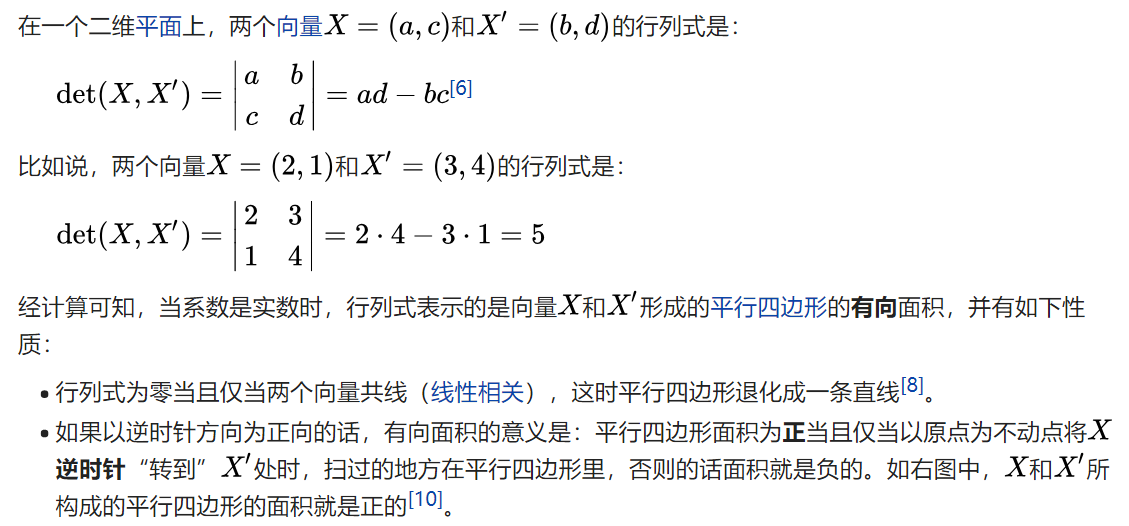 在一个二维平面上，两个向量X = (a, c)和X′ = (b, d)的行列式是：
det(X, X′) = |a b; c d| = ad − bc[6]
比如说，两个向量X = (2, 1)和X′ = (3, 4)的行列式是：
det(X, X′) = |2 3; 1 4| = 2 · 4 − 3 · 1 = 5
经计算可知，当系数是实数时，行列式表示的是向量X和X′形成的平行四边形的有向面积，并有如下性
质：
• 行列式为零当且仅当两个向量共线（线性相关），这时平行四边形退化成一条直线[8]。
• 如果以逆时针方向为正向的话，有向面积的意义是：平行四边形面积为正当且仅当以原点为不动点将X
逆时针“转到”X′处时，扫过的地方在平行四边形里，否则的话面积就是负的。如右图中，X和X′所
构成的平行四边形的面积就是正的[10]。